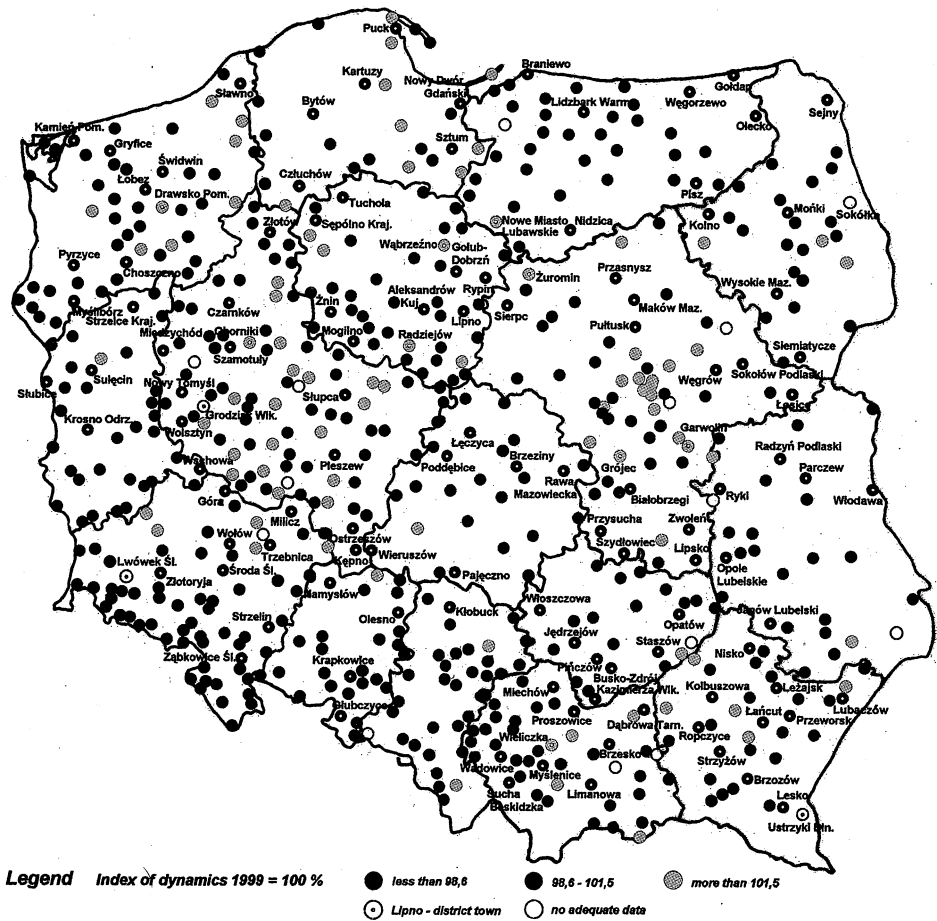 Puck
Braniewo
Kartuzy
Nowy Dwór
Gdański
Gołdap
Sławno
Bytów
Lidzbark Warm.
Węgorzewo
Sejny
Olecko
Kamień Pom.
Gryfice
Sztum
Świdwin
Łobez
Drawsko Pom.
Człuchów
Tuchola
Pisz
Mońki
Sokółka
Złotów
Sępólno Kraj.
Nowe Miasto
Lubawskie
Nidzica
Kolno
Wąbrzeźno
Golub-
Dobrzń
Pyrzyce
Choszczno
Żuromin
Przasnysz
Wysokie Maz.
Aleksandrów
Kuj.
Rypin
Żnin
Maków Maz.
Myślibórz
Strzelce Kraj.
Czarnków
Lipno
Sierpc
Międzychód
Chorniki
Mogilno
Radziejów
Pułtusk
Szamotuły
Siemiatycze
Sulęcin
Nowy Tomyśl
Węgrów
Sokołów Podlaski
Słubice
Słupca
Grodzisk Wlk.
Łosice
Krosno Odrz.
Wolsztyn
Łęczyca
Garwolin
Radzyń Podlaski
Wschowa
Pleszew
Poddębice
Brzeziny
Grójec
Parczew
Rawa
Mazowiecka
Białobrzegi
Ryki
Włodawa
Góra
Milicz
Przysucha
Zwoleń
Wołów
Ostrzeszów
Szydłowiec
Trzebnica
Kępno
Wieruszów
Lipsko
Lwówek Śl.
Środa Śl.
Opole
Lubelskie
Złotoryja
Pajęczno
Namysłów
Włoszczowa
Kłobuck
Janów Lubelski
Strzelin
Olesno
Opatów
Jędrzejów
Staszów
Nisko
Ząbkowice Śl.
Krapkowice
Pińczów
Busko-Zdrój
Kazimierza Wlk.
Miechów
Kolbuszowa
Leżajsk
Głubczyce
Proszowice
Dąbrowa Tarn.
Łańcut
Lubaczów
Przeworsk
Ropczyce
Wieliczka
Brzesko
Strzyżów
Wadowice
Myślenice
Brzozów
Sucha
Beskidzka
Limanowa
Lesko
Ustrzyki Dln.
Legend Index of dynamics 1999 = 100 % less than 98,6 98,6 - 101,5 more than 101,5
Lipno - district town no adequate data